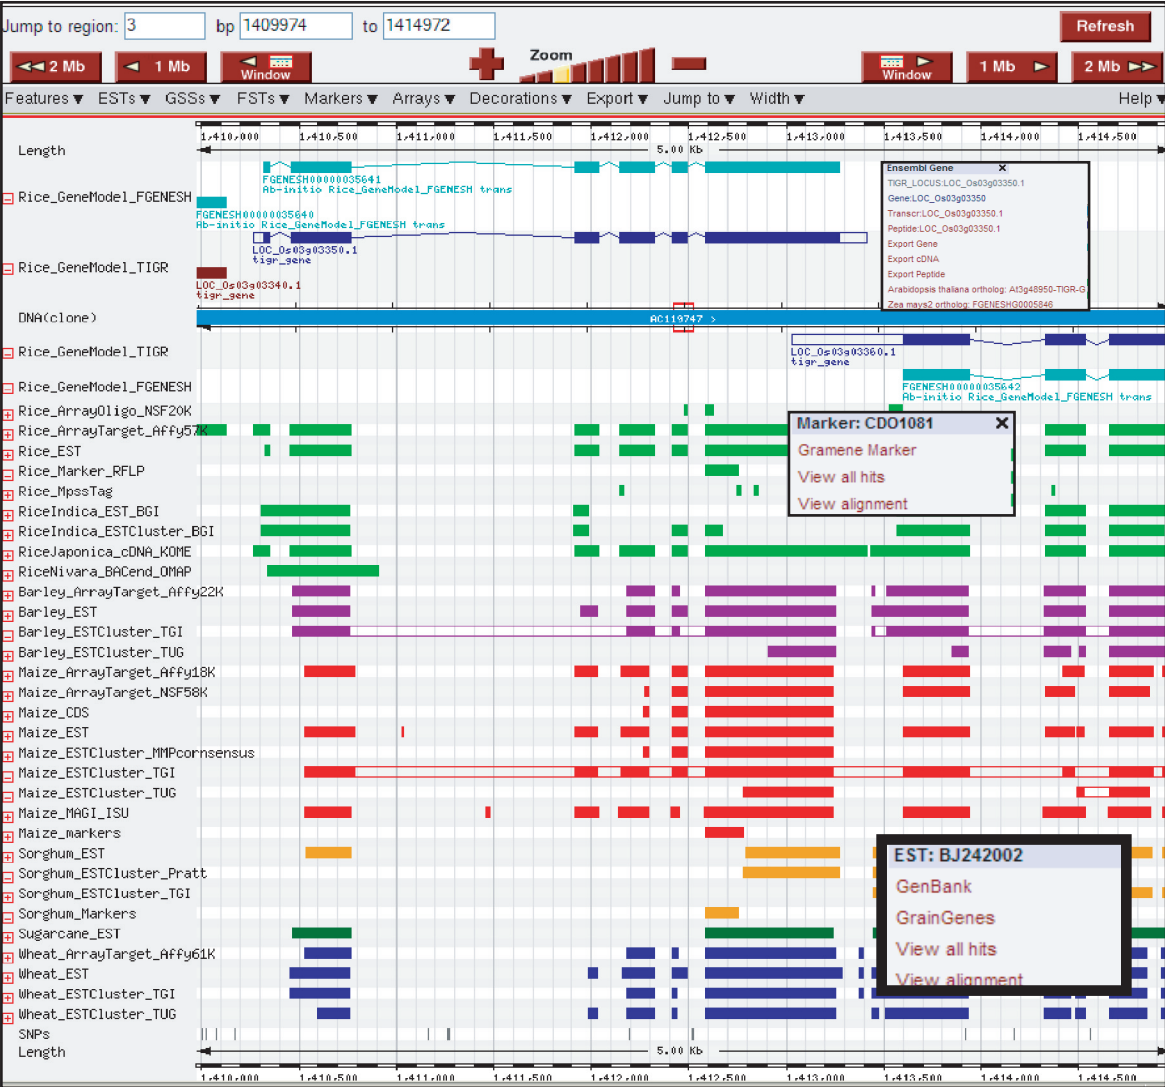 Jump to region: 3 bp 1409974 to 1414972 Refresh
◄◄ 2 Mb ◄ 1 Mb ◄ Window Zoom Window ► 1 Mb ► 2 Mb ►►
Features ▼ ESTs ▼ GSSs ▼ FSTs ▼ Markers ▼ Arrays ▼ Decorations ▼ Export ▼ Jump to ▼ Width ▼ Help ▼
1,410,000 1,410,500 1,411,000 1,411,500 1,412,000 1,412,500 1,413,000 1,413,500 1,414,000 1,414,500
Length 5.00 Kb
FGENESH00000035641
Ab-initio Rice_GeneModel_FGENESH trans
Rice_GeneModel_FGENESH
FGENESH00000035640
Ab-initio Rice_GeneModel_FGENESH trans
LOC_Os03g03350.1
tigr_gene
Rice_GeneModel_TIGR
LOC_Os03g03340.1
tigr_gene
Ensembl Gene X
TIGR_LOCUS:LOC_Os03g03350.1
Gene:LOC_Os03g03350
Transcr:LOC_Os03g03350.1
Peptide:LOC_Os03g03350.1
Export Gene
Export cDNA
Export Peptide
Arabidopsis thaliana ortholog: At3g48950-TIGR-G
Zea mays2 ortholog: FGENESHG0005846
DNA(clone) AC119747 >
Rice_GeneModel_TIGR
LOC_Os03g03360.1
tigr_gene
Rice_GeneModel_FGENESH
FGENESH00000035642
Ab-initio Rice_GeneModel_FGENESH trans
Rice_ArrayOligo_NSF20K
Rice_ArrayTarget_Affy57K
Rice_EST
Rice_Marker_RFLP
Rice_MpssTag
Marker: CDO1081 X
Gramene Marker
View all hits
View alignment
RiceIndica_EST_BGI
RiceIndica_ESTCluster_BGI
RiceJaponica_cDNA_KOME
RiceNivara_BACend_OMAP
Barley_ArrayTarget_Affy22K
Barley_EST
Barley_ESTCluster_TGI
Barley_ESTCluster_TUG
Maize_ArrayTarget_Affy18K
Maize_ArrayTarget_NSF58K
Maize_CDS
Maize_EST
Maize_ESTCluster_MMPcornsensus
Maize_ESTCluster_TGI
Maize_ESTCluster_TUG
Maize_MAGI_ISU
Maize_markers
Sorghum_EST
Sorghum_ESTCluster_Pratt
Sorghum_ESTCluster_TGI
Sorghum_Markers
Sugarcane_EST
EST: BJ242002
GenBank
GrainGenes
View all hits
View alignment
Wheat_ArrayTarget_Affy61K
Wheat_EST
Wheat_ESTCluster_TGI
Wheat_ESTCluster_TUG
SNPs
Length 5.00 Kb
1,410,000 1,410,500 1,411,000 1,411,500 1,412,000 1,412,500 1,413,000 1,413,500 1,414,000 1,414,500